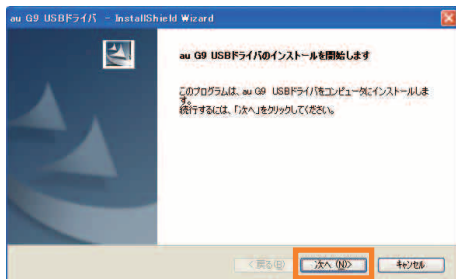 au G9 USBドライバ - InstallShield Wizard
au G9 USBドライバのインストールを開始します
このプログラムは、au G9 USBドライバをコンピュータにインストールしま
す。
続行するには、「次へ」をクリックしてください。
< 戻る(B)
次へ (N)>
キャンセル